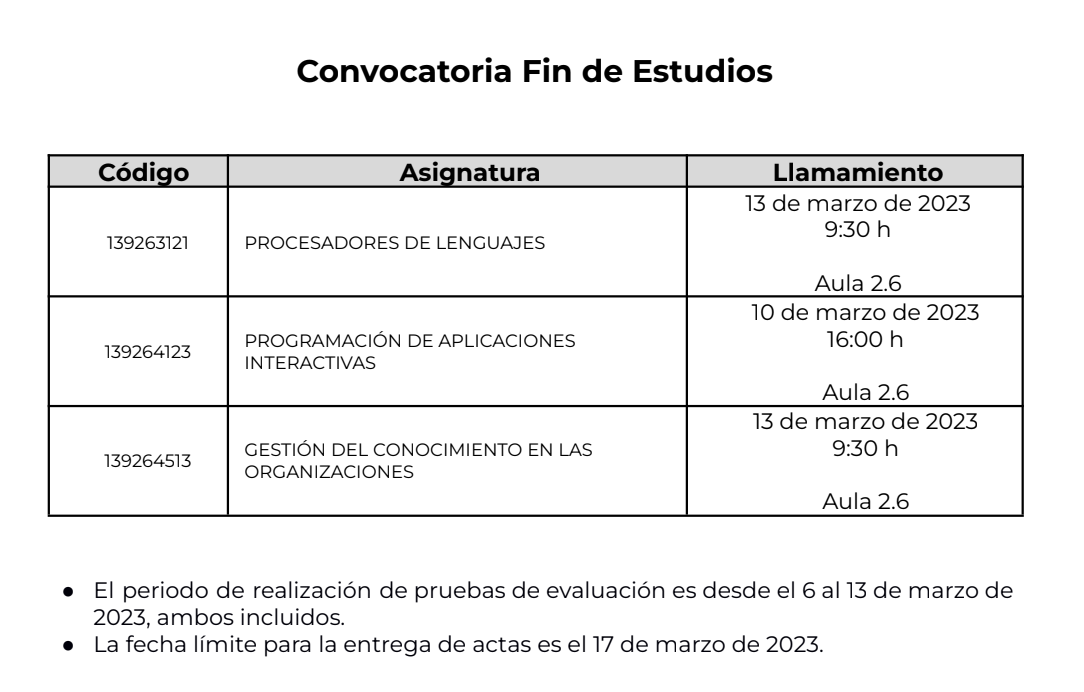 Convocatoria Fin de Estudios
Código Asignatura Llamamiento
139263121
PROCESADORES DE LENGUAJES
13 de marzo de 2023
9:30 h
Aula 2.6
139264123
PROGRAMACIÓN DE APLICACIONES
INTERACTIVAS
10 de marzo de 2023
16:00 h
Aula 2.6
139264513
GESTIÓN DEL CONOCIMIENTO EN LAS
ORGANIZACIONES
13 de marzo de 2023
9:30 h
Aula 2.6
● El periodo de realización de pruebas de evaluación es desde el 6 al 13 de marzo de
2023, ambos incluidos.
● La fecha límite para la entrega de actas es el 17 de marzo de 2023.